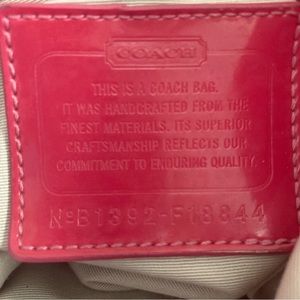 COACH
THIS IS A COACH BAG.
IT WAS HANDCRAFTED FROM THE
FINEST MATERIALS. ITS SUPERIOR
CRAFTSMANSHIP REFLECTS OUR
COMMITMENT TO ENDURING QUALITY.
NºB1392-F18844